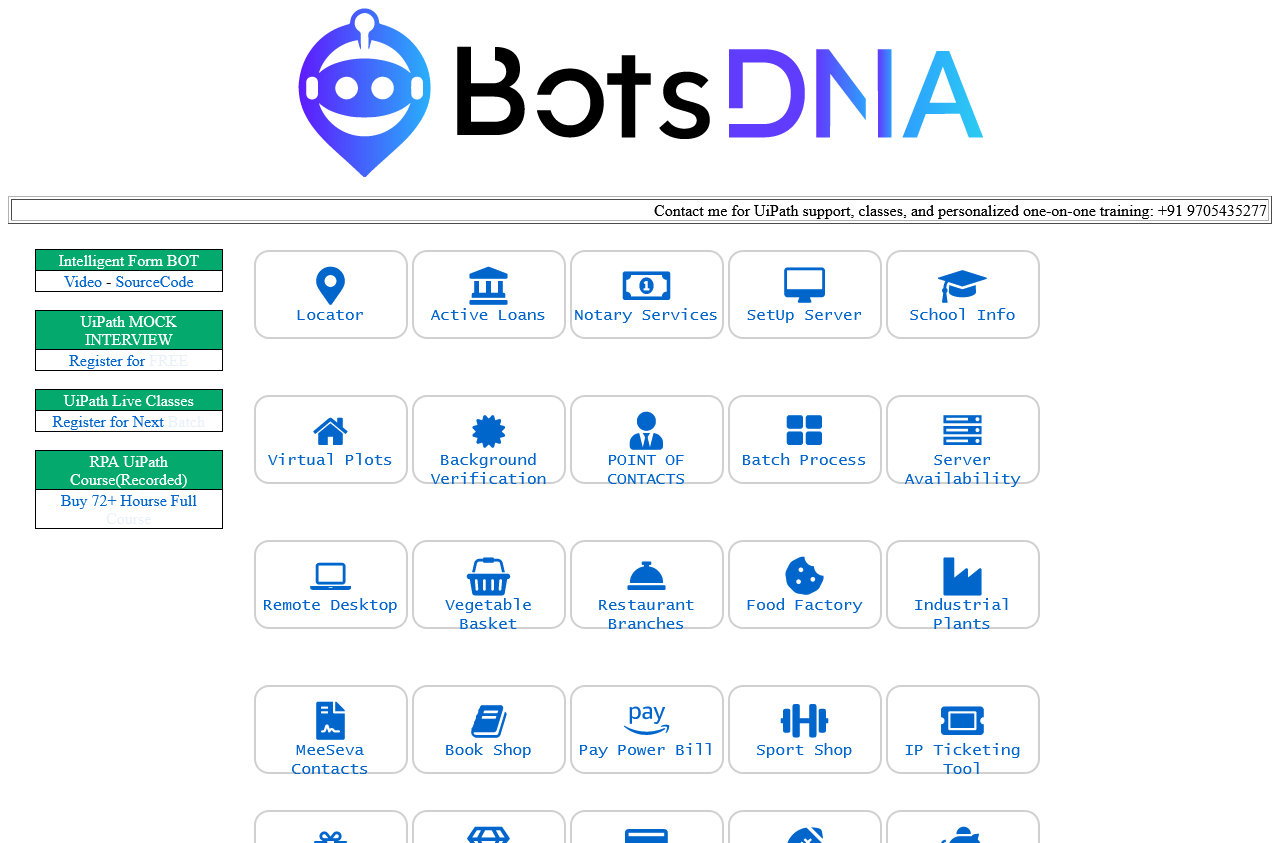 BotsDNA
Contact me for UiPath support, classes, and personalized one-on-one training: +91 9705435277
Intelligent Form BOT
Video - SourceCode
UiPath MOCK
INTERVIEW
Register for FREE
UiPath Live Classes
Register for Next Batch
RPA UiPath
Course(Recorded)
Buy 72+ Hourse Full
Course
Locator
Active Loans
1
Notary Services
SetUp Server
School Info
Virtual Plots
Background
Verification
POINT OF
CONTACTS
Batch Process
Server
Availability
Remote Desktop
Vegetable
Basket
Restaurant
Branches
Food Factory
Industrial
Plants
MeeSeva
Contacts
Book Shop
pay
Pay Power Bill
Sport Shop
IP Ticketing
Tool